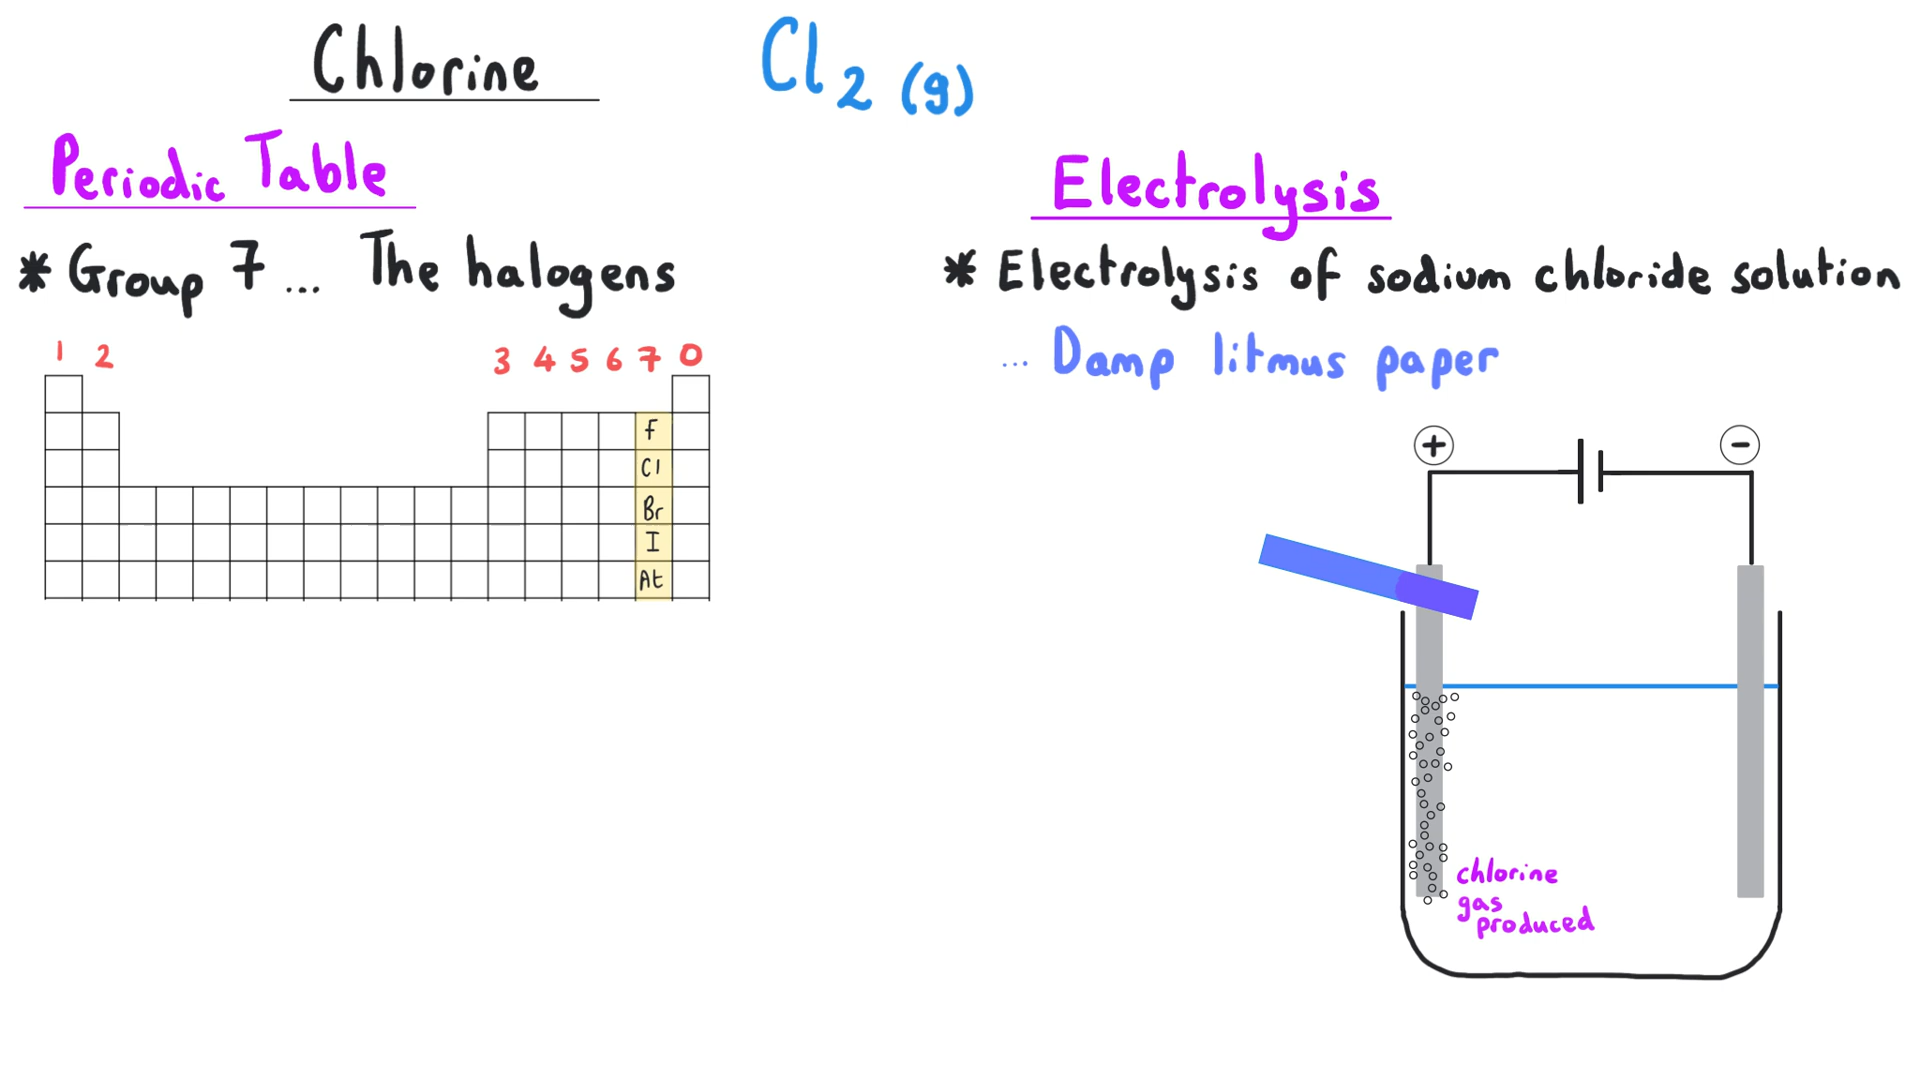 Chlorine
Cl2 (g)
Periodic Table
* Group 7 ... The halogens
1 2 3 4 5 6 7 0
F
Cl
Br
I
At
Electrolysis
* Electrolysis of sodium chloride solution
... Damp litmus paper
+ −
chlorine
gas
produced